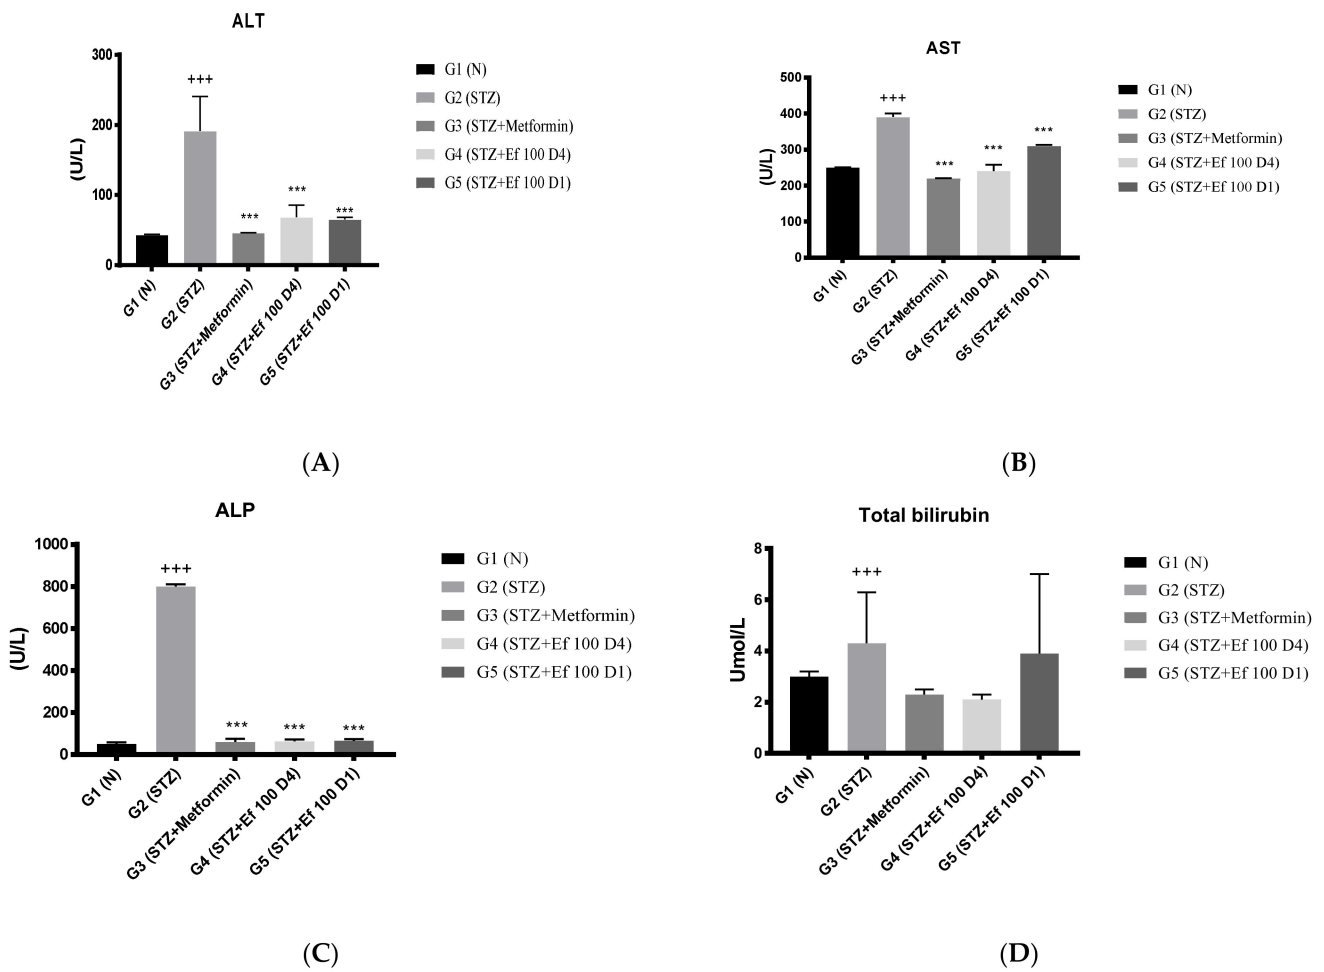 ALT
300
200
100
0
(U/L)
+++
***
***
***
G1 (N)
G2 (STZ)
G3 (STZ+Metformin)
G4 (STZ+Ef 100 D4)
G5 (STZ+Ef 100 D1)
G1 (N)
G2 (STZ)
G3 (STZ+Metformin)
G4 (STZ+Ef 100 D4)
G5 (STZ+Ef 100 D1)
(A)
AST
500
400
300
200
100
0
(U/L)
+++
***
***
***
G1 (N)
G2 (STZ)
G3 (STZ+Metformin)
G4 (STZ+Ef 100 D4)
G5 (STZ+Ef 100 D1)
G1 (N)
G2 (STZ)
G3 (STZ+Metformin)
G4 (STZ+Ef 100 D4)
G5 (STZ+Ef 100 D1)
(B)
ALP
1000
800
600
400
200
0
(U/L)
+++
***
***
***
G1 (N)
G2 (STZ)
G3 (STZ+Metformin)
G4 (STZ+Ef 100 D4)
G5 (STZ+Ef 100 D1)
G1 (N)
G2 (STZ)
G3 (STZ+Metformin)
G4 (STZ+Ef 100 D4)
G5 (STZ+Ef 100 D1)
(C)
Total bilirubin
8
6
4
2
0
Umol/L
+++
G1 (N)
G2 (STZ)
G3 (STZ+Metformin)
G4 (STZ+Ef 100 D4)
G5 (STZ+Ef 100 D1)
G1 (N)
G2 (STZ)
G3 (STZ+Metformin)
G4 (STZ+Ef 100 D4)
G5 (STZ+Ef 100 D1)
(D)